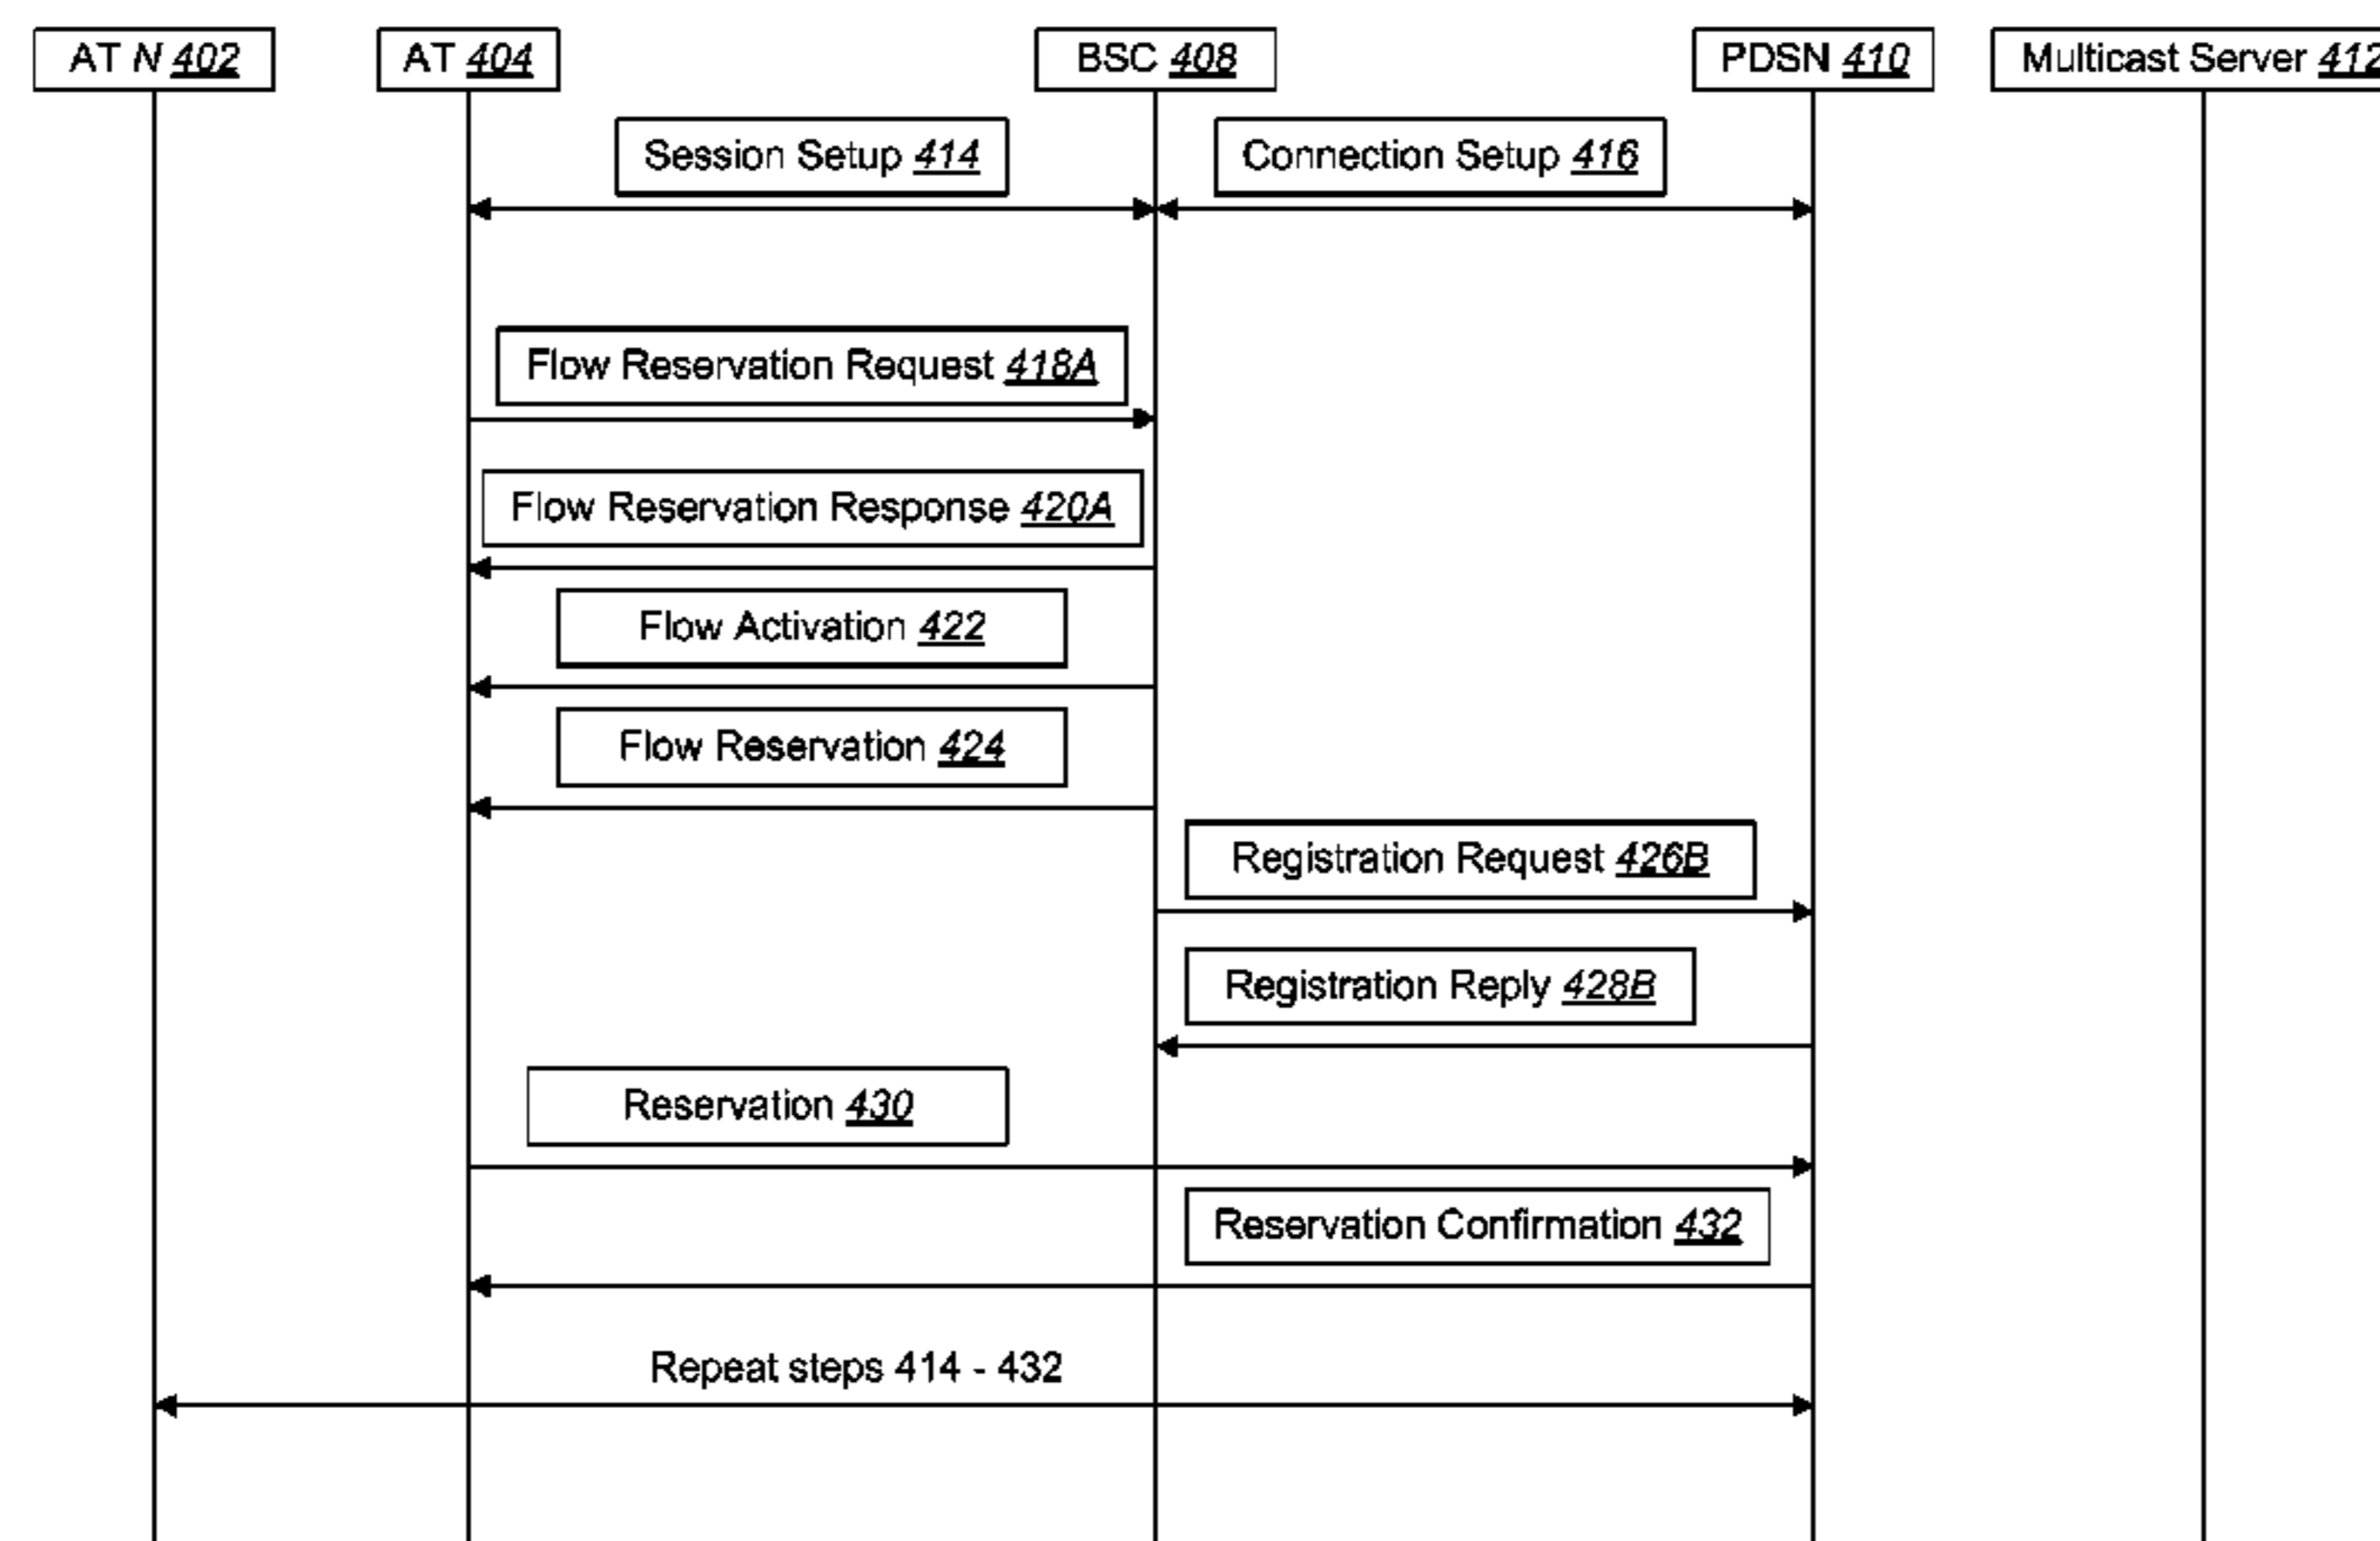 AT N 402
AT 404
BSC 408
PDSN 410
Multicast Server 412
Session Setup 414
Connection Setup 416
Flow Reservation Request 418A
Flow Reservation Response 420A
Flow Activation 422
Flow Reservation 424
Registration Request 426B
Registration Reply 428B
Reservation 430
Reservation Confirmation 432
Repeat steps 414 - 432